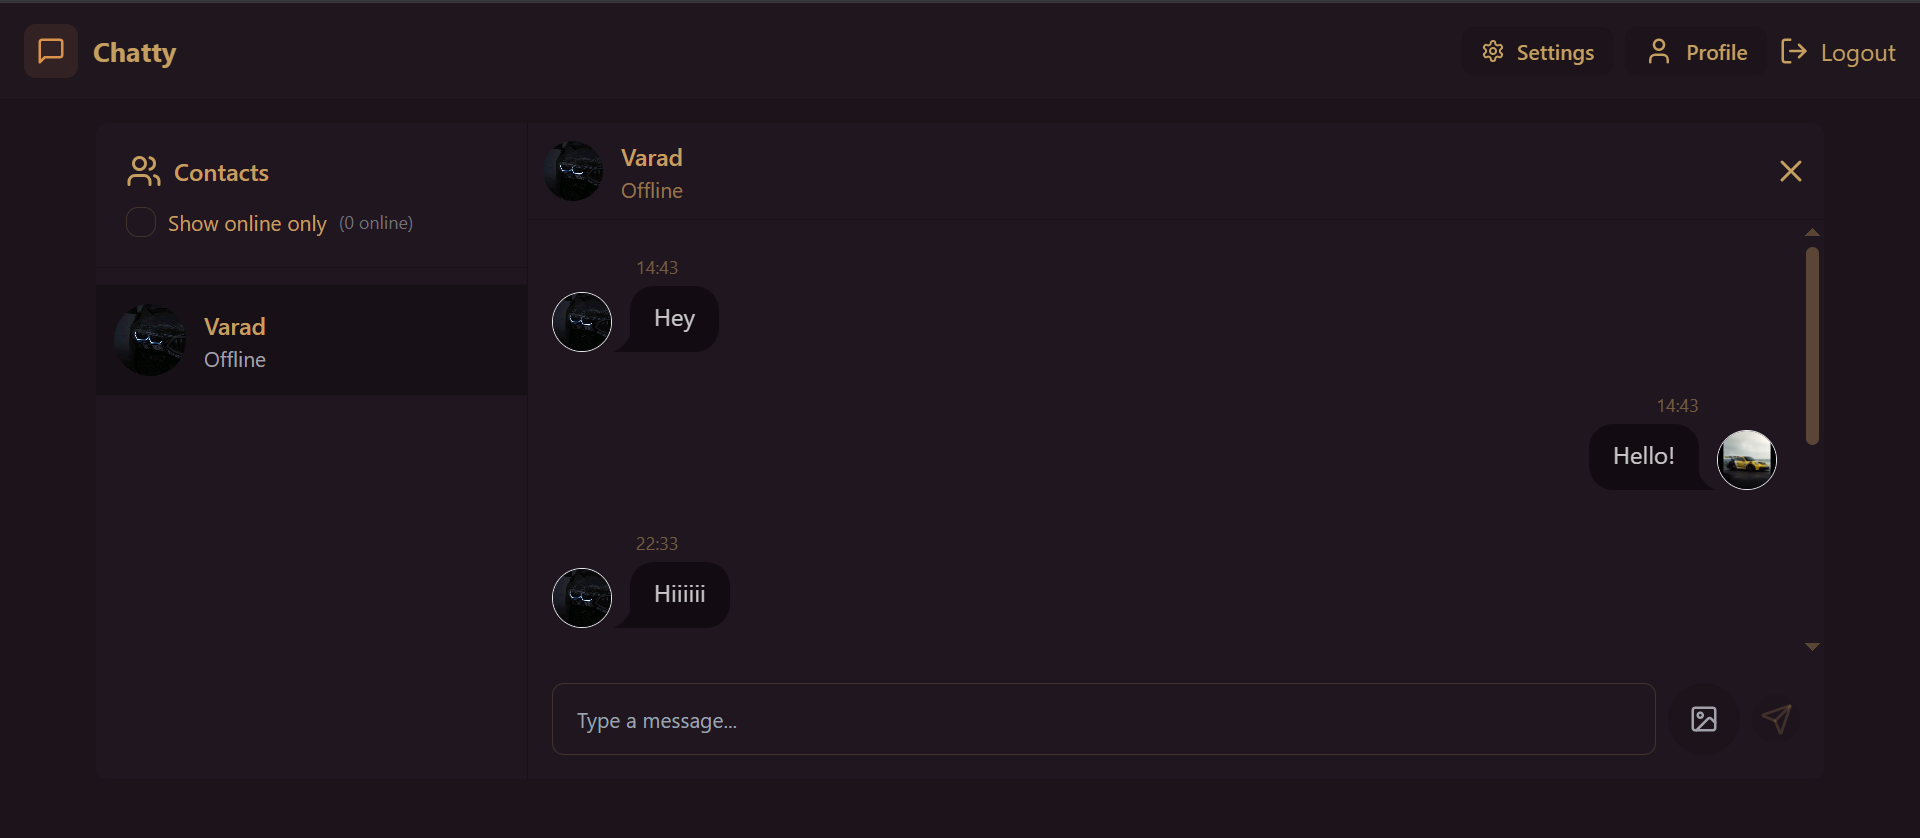 Chatty
Settings
Profile
Logout
Contacts
Show online only (0 online)
Varad
Offline
Varad
Offline
14:43
Hey
14:43
Hello!
22:33
Hiiiiii
Type a message...